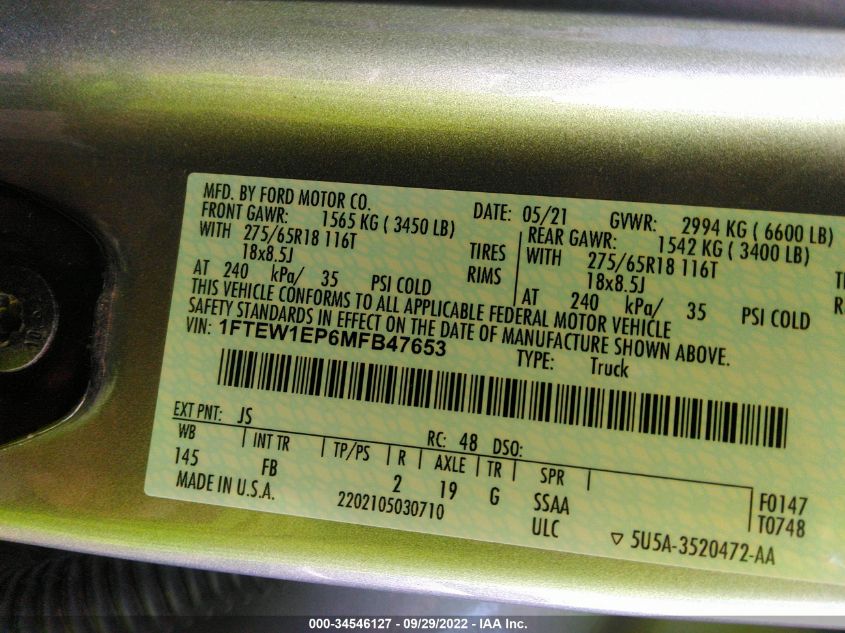 MFD. BY FORD MOTOR CO.
DATE: 05/21 GVWR: 2994 KG ( 6600 LB)
FRONT GAWR: 1565 KG ( 3450 LB)
WITH 275/65R18 116T TIRES
18x8.5J RIMS
AT 240 kPa/ 35 PSI COLD
REAR GAWR: 1542 KG ( 3400 LB)
WITH 275/65R18 116T
18x8.5J
AT 240 kPa/ 35 PSI COLD
THIS VEHICLE CONFORMS TO ALL APPLICABLE FEDERAL MOTOR VEHICLE
SAFETY STANDARDS IN EFFECT ON THE DATE OF MANUFACTURE SHOWN ABOVE.
VIN: 1FTEW1EP6MFB47653
TYPE: Truck
EXT PNT: JS RC: 48 DSO:
WB INT TR TP/PS R AXLE TR SPR
145 FB 2 19 G SSAA
MADE IN U.S.A. 2202105030710 ULC
F0147
T0748
▽ 5U5A-3520472-AA
000-34546127 - 09/29/2022 - IAA Inc.